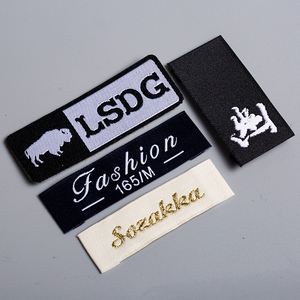 LSDG
Fashion
165/M
Sozakka